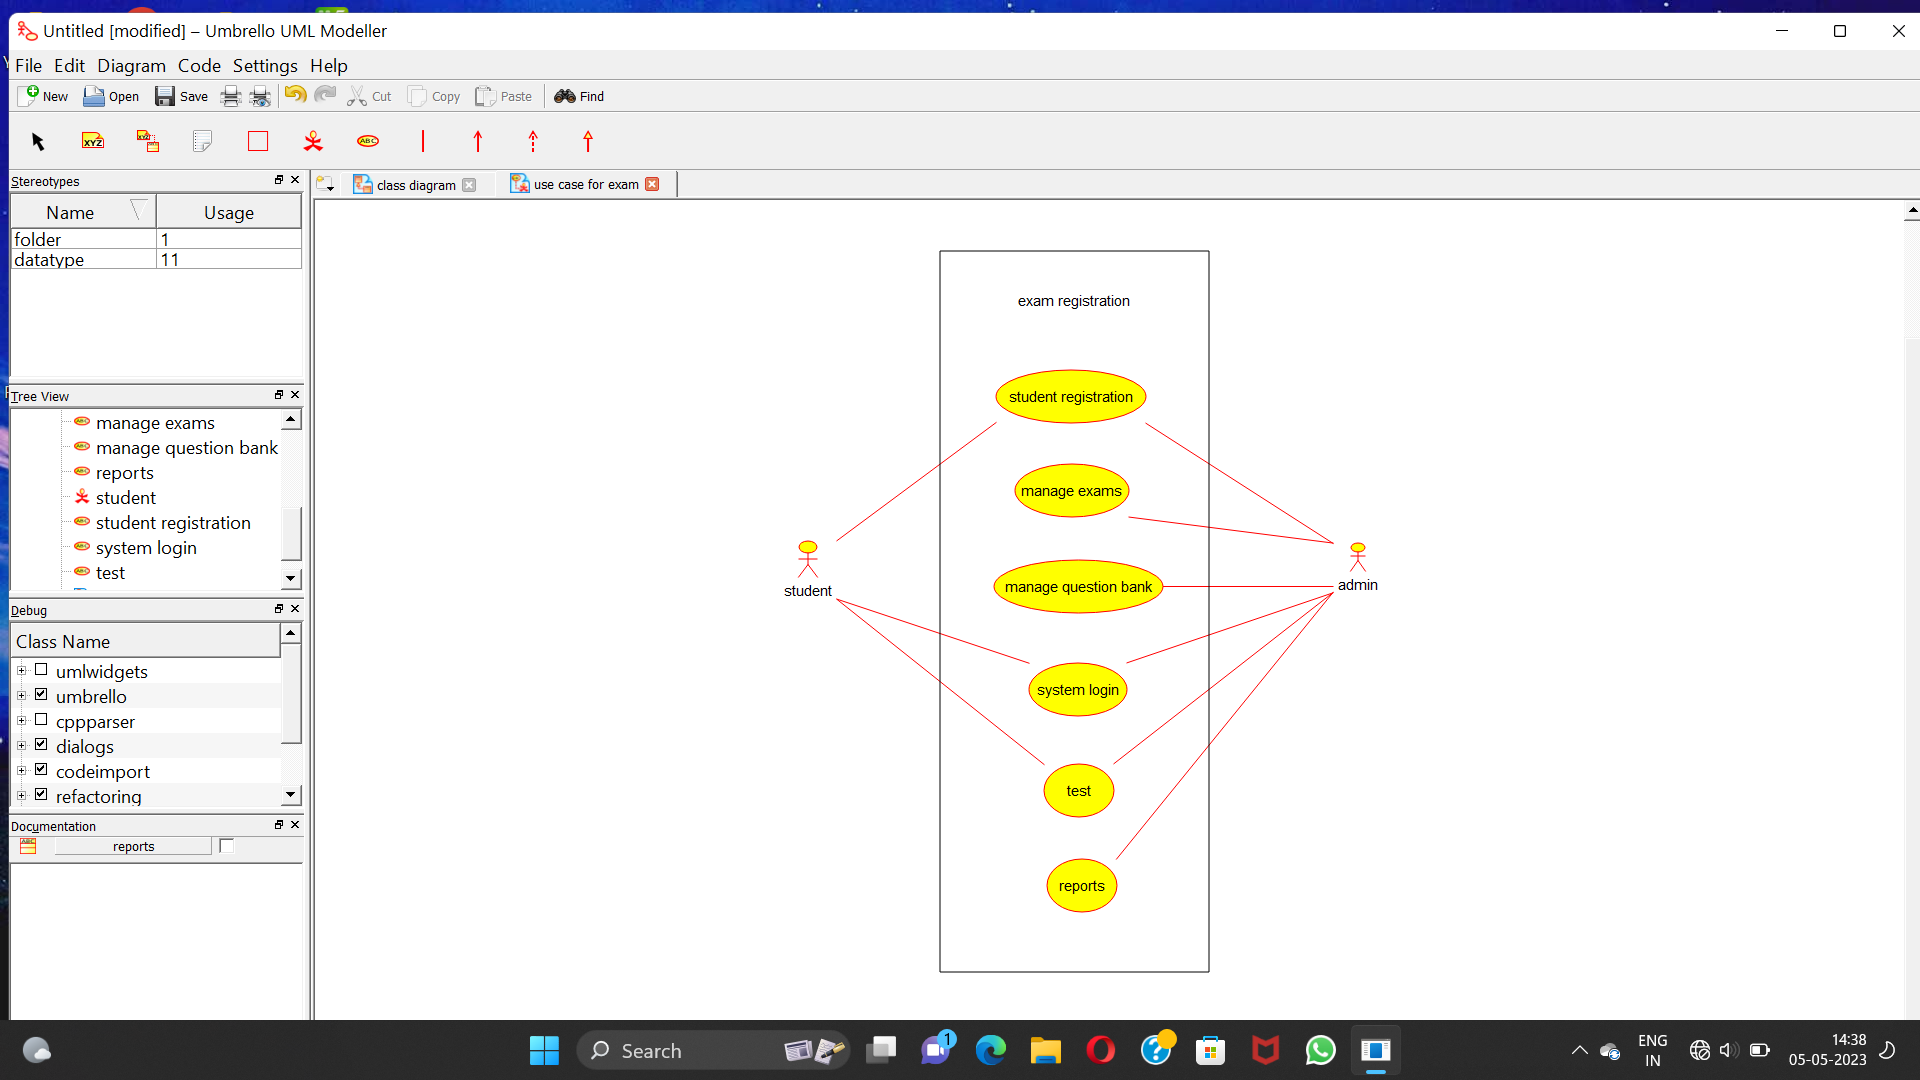 Untitled [modified] – Umbrello UML Modeller
File Edit Diagram Code Settings Help
New Open Save Cut Copy Paste Find
XYZ XYZ ABC
Stereotypes
class diagram use case for exam
Name Usage
folder 1
datatype 11
Tree View
manage exams
manage question bank
reports
student
student registration
system login
test
Debug
Class Name
umlwidgets
umbrello
cppparser
dialogs
codeimport
refactoring
Documentation
reports
exam registration
student registration
manage exams
manage question bank
system login
test
reports
student
admin
Search
1
ENG
IN
14:38
05-05-2023